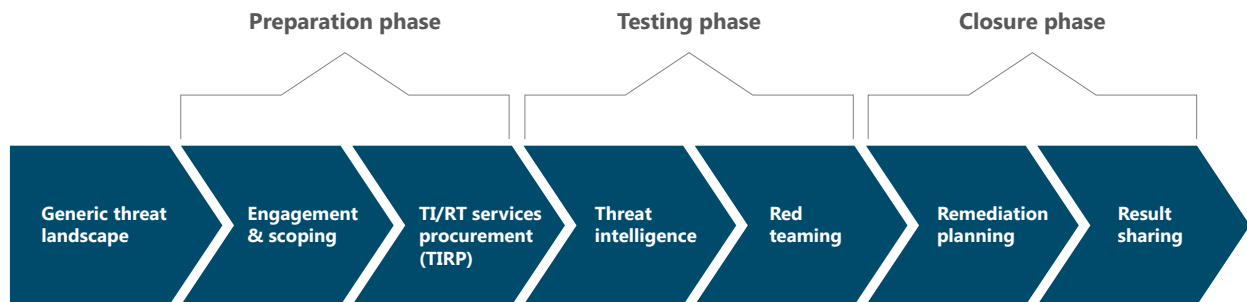 Preparation phase
Testing phase
Closure phase
Generic threat
landscape
Engagement
& scoping
TI/RT services
procurement
(TIRP)
Threat
intelligence
Red
teaming
Remediation
planning
Result
sharing